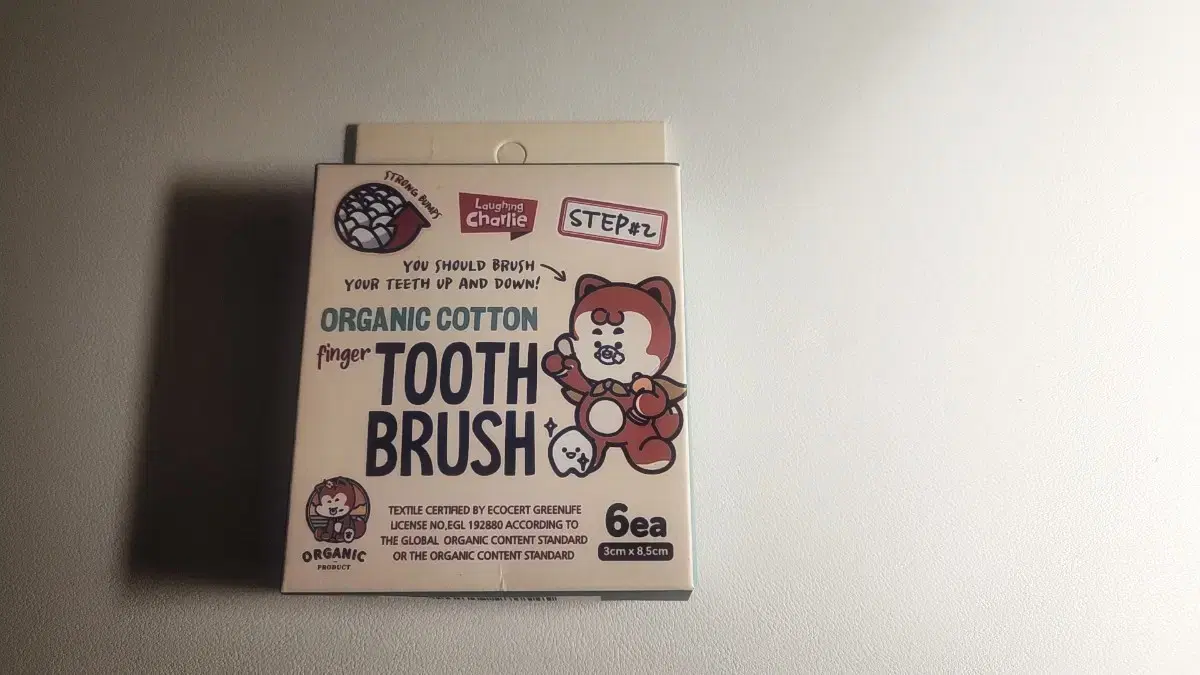 STRONG BUMPS
Laughing
Charlie
STEP#2
YOU SHOULD BRUSH
YOUR TEETH UP AND DOWN!
ORGANIC COTTON
finger TOOTH
BRUSH
ORGANIC
PRODUCT
TEXTILE CERTIFIED BY ECOCERT GREENLIFE
LICENSE NO,EGL 192880 ACCORDING TO
THE GLOBAL ORGANIC CONTENT STANDARD
OR THE ORGANIC CONTENT STANDARD
6ea
3cm x 8,5cm